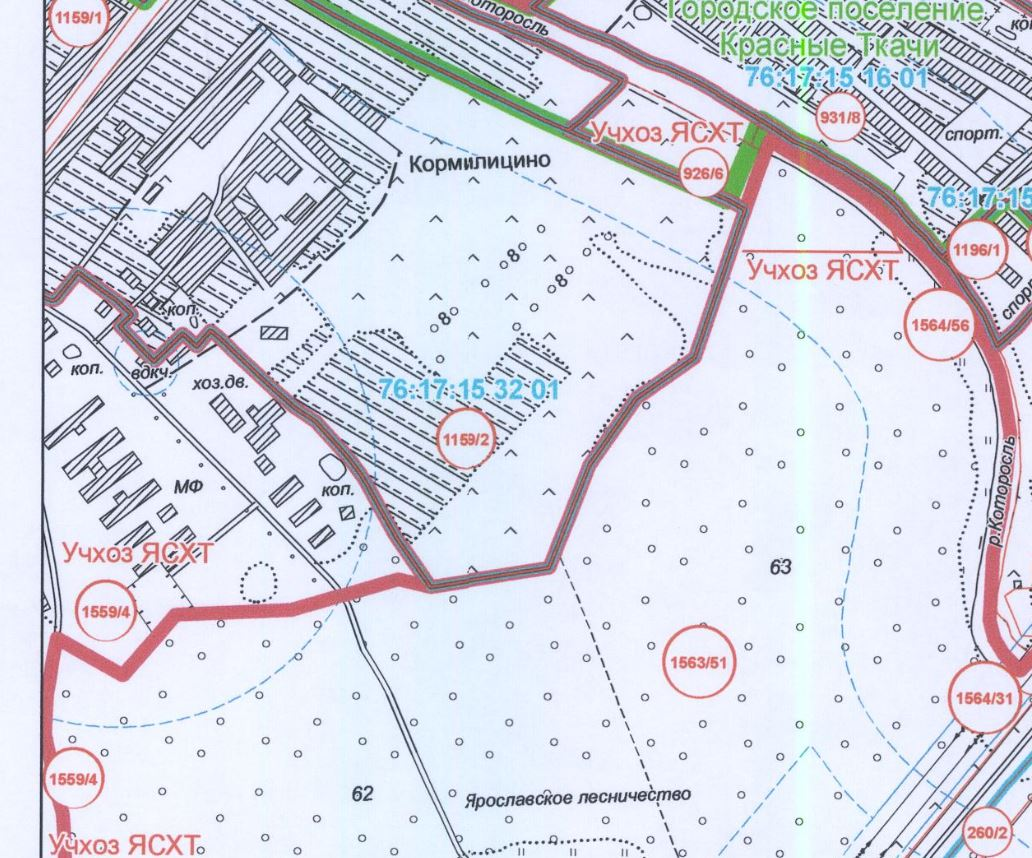 1159/1
Городское поселение
Красные Ткачи
76:17:15 16 01
931/8
спорт.
Учхоз ЯСХТ
926/6
Кормилицино
76:17:15
1196/1
Учхоз ЯСХТ
8
8
8
1564/56
коп.
коп.
вдкч.
хоз.дв.
76:17:15 32 01
1159/2
МФ
коп.
р.Которосль
Учхоз ЯСХТ
1559/4
63
1563/51
1564/31
1559/4
62
Ярославское лесничество
260/2
Учхоз ЯСХТ